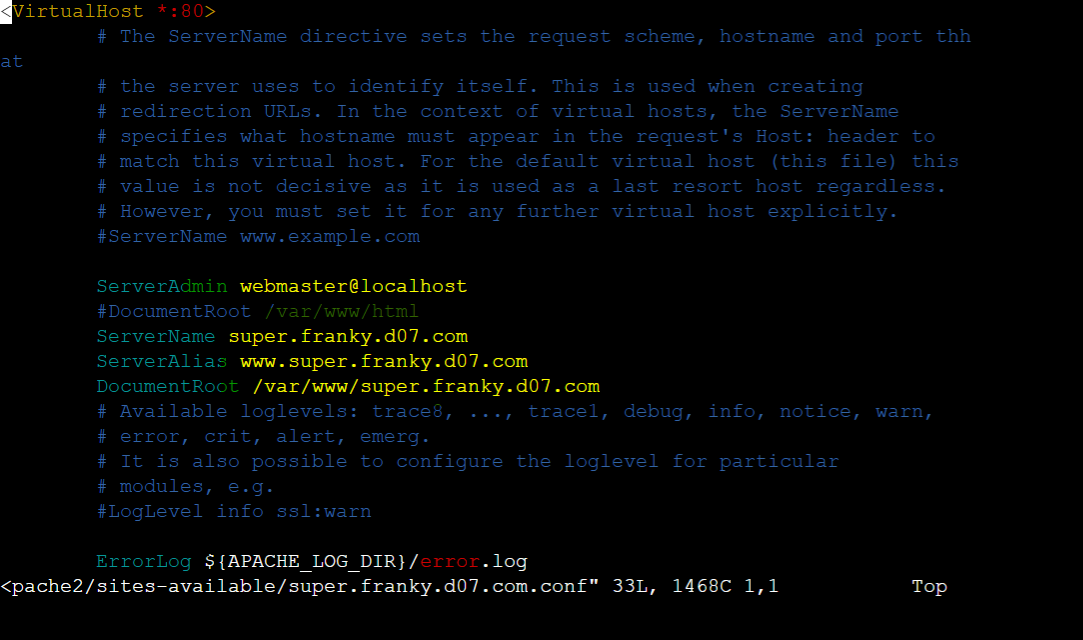 <VirtualHost *:80>
# The ServerName directive sets the request scheme, hostname and port thh
at
# the server uses to identify itself. This is used when creating
# redirection URLs. In the context of virtual hosts, the ServerName
# specifies what hostname must appear in the request's Host: header to
# match this virtual host. For the default virtual host (this file) this
# value is not decisive as it is used as a last resort host regardless.
# However, you must set it for any further virtual host explicitly.
#ServerName www.example.com
ServerAdmin webmaster@localhost
#DocumentRoot /var/www/html
ServerName super.franky.d07.com
ServerAlias www.super.franky.d07.com
DocumentRoot /var/www/super.franky.d07.com
# Available loglevels: trace8, ..., trace1, debug, info, notice, warn,
# error, crit, alert, emerg.
# It is also possible to configure the loglevel for particular
# modules, e.g.
#LogLevel info ssl:warn
ErrorLog ${APACHE_LOG_DIR}/error.log
<pache2/sites-available/super.franky.d07.com.conf" 33L, 1468C 1,1 Top